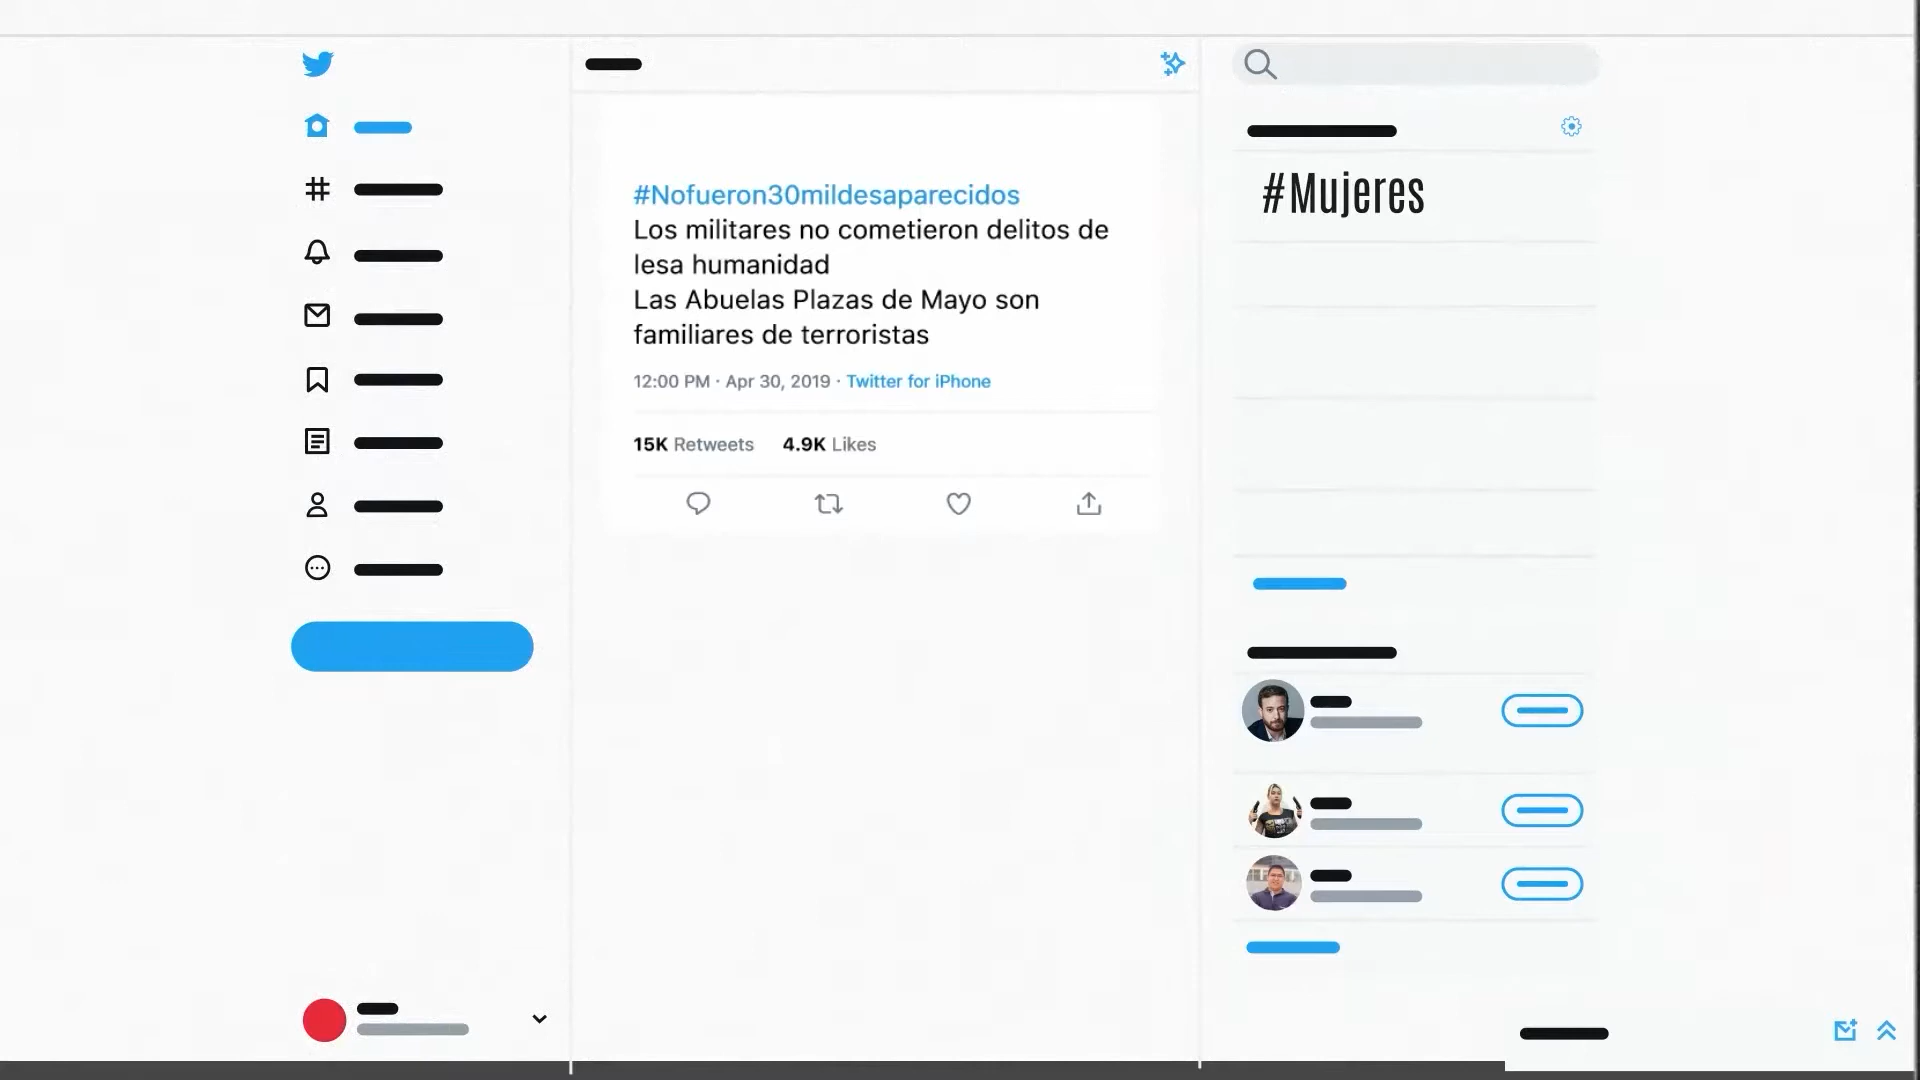 #Nofueron30mildesaparecidos
Los militares no cometieron delitos de
lesa humanidad
Las Abuelas Plazas de Mayo son
familiares de terroristas
12:00 PM · Apr 30, 2019 · Twitter for iPhone
15K Retweets 4.9K Likes
#Mujeres